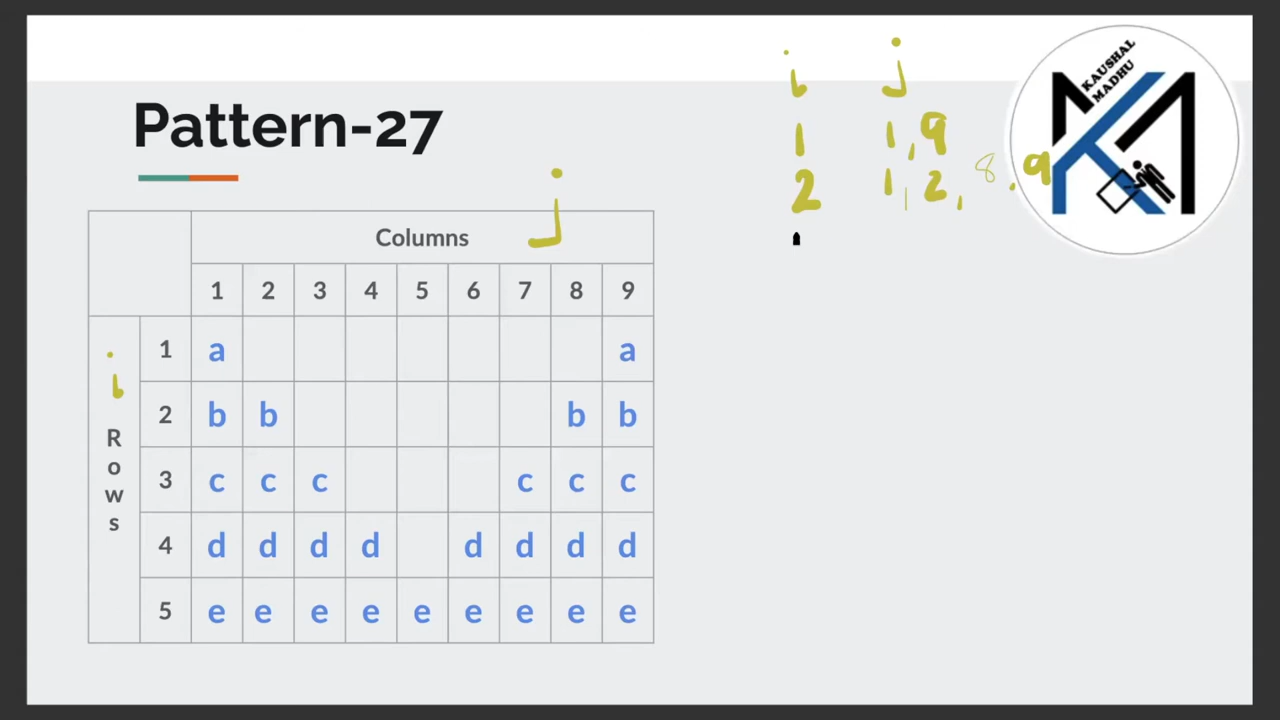 i j
KAUSHAL
MADHU
Pattern-27
1 1,9
2 1,2,8,9
j
Columns
1 2 3 4 5 6 7 8 9
i
Rows
1 a a
2 b b b b
3 c c c c c c
4 d d d d d d d d
5 e e e e e e e e e